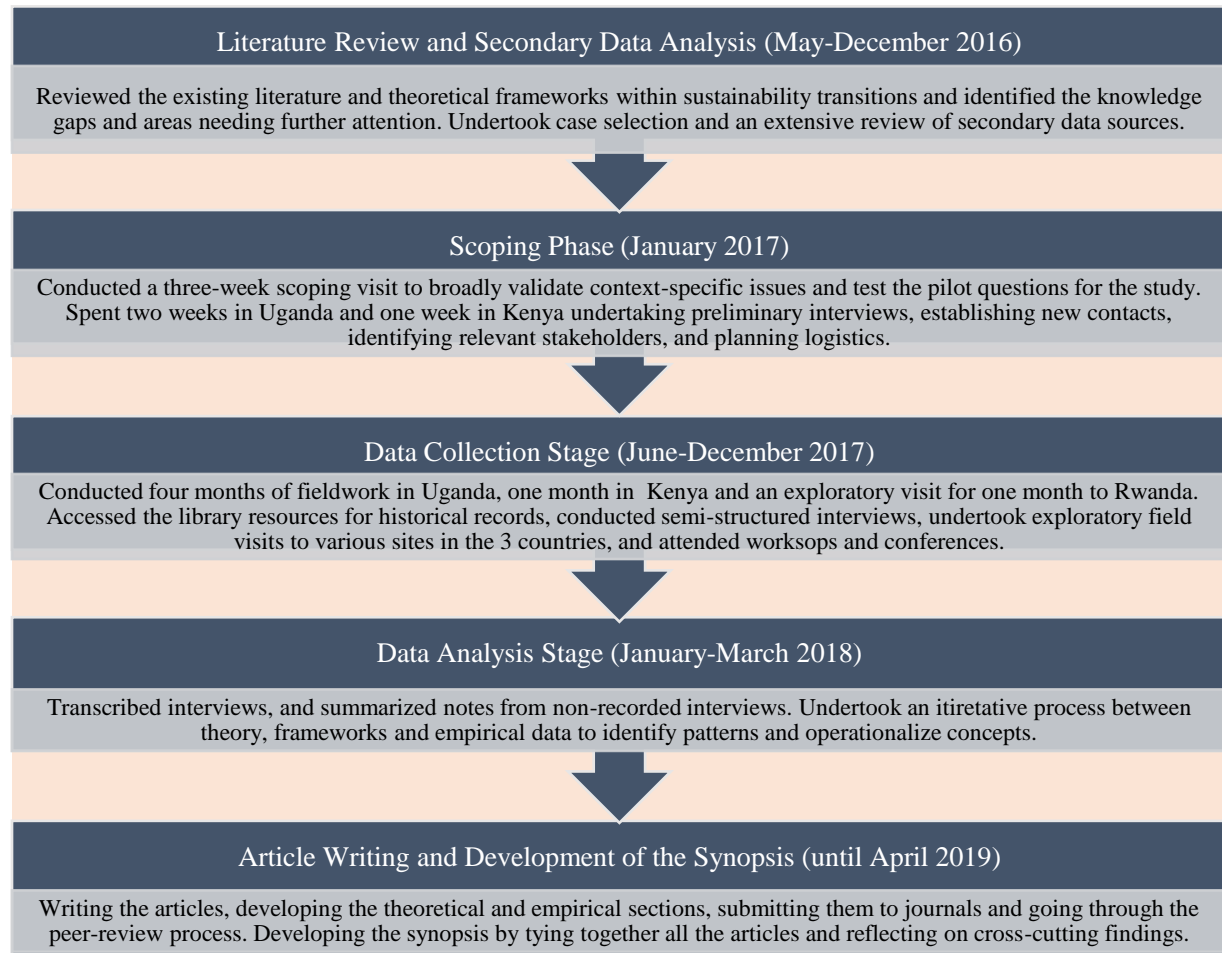 Literature Review and Secondary Data Analysis (May-December 2016)
Reviewed the existing literature and theoretical frameworks within sustainability transitions and identified the knowledge
gaps and areas needing further attention. Undertook case selection and an extensive review of secondary data sources.
Scoping Phase (January 2017)
Conducted a three-week scoping visit to broadly validate context-specific issues and test the pilot questions for the study.
Spent two weeks in Uganda and one week in Kenya undertaking preliminary interviews, establishing new contacts,
identifying relevant stakeholders, and planning logistics.
Data Collection Stage (June-December 2017)
Conducted four months of fieldwork in Uganda, one month in Kenya and an exploratory visit for one month to Rwanda.
Accessed the library resources for historical records, conducted semi-structured interviews, undertook exploratory field
visits to various sites in the 3 countries, and attended worksops and conferences.
Data Analysis Stage (January-March 2018)
Transcribed interviews, and summarized notes from non-recorded interviews. Undertook an itiretative process between
theory, frameworks and empirical data to identify patterns and operationalize concepts.
Article Writing and Development of the Synopsis (until April 2019)
Writing the articles, developing the theoretical and empirical sections, submitting them to journals and going through the
peer-review process. Developing the synopsis by tying together all the articles and reflecting on cross-cutting findings.